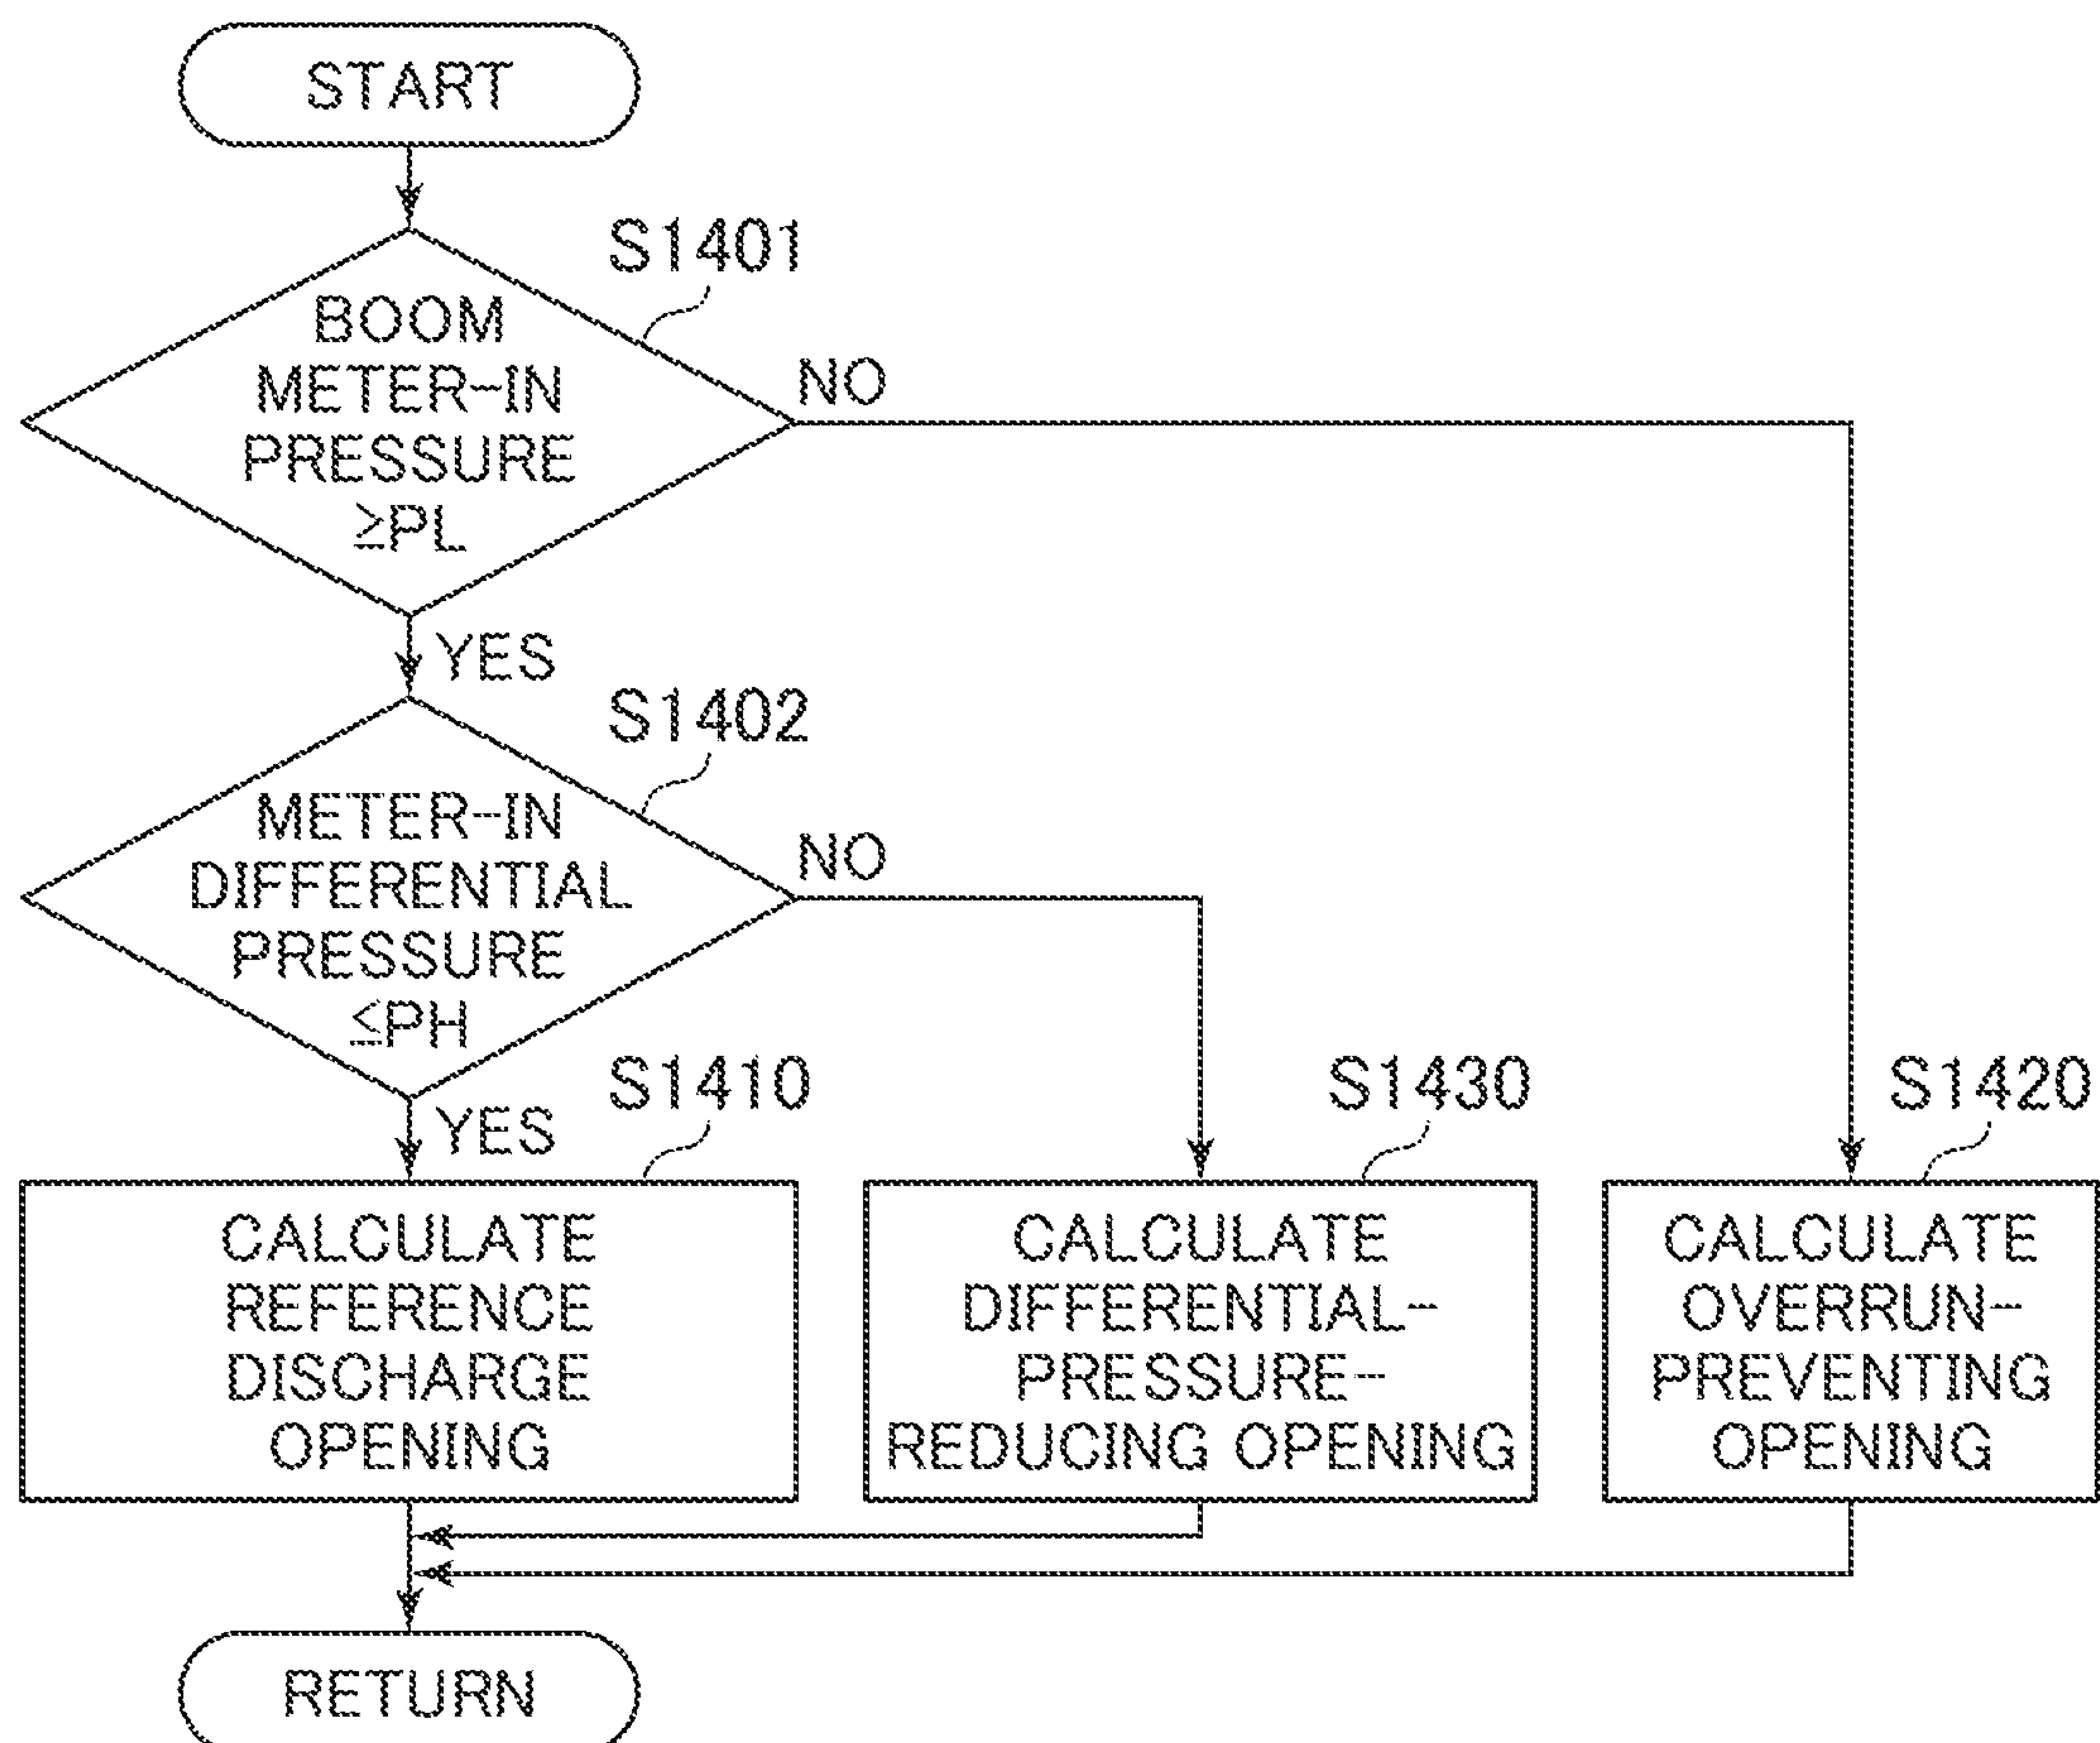 START
S1401
BOOM
METER-IN
PRESSURE
≥PL
NO
YES
S1402
METER-IN
DIFFERENTIAL
PRESSURE
≤PH
NO
YES
S1410
CALCULATE
REFERENCE
DISCHARGE
OPENING
S1430
CALCULATE
DIFFERENTIAL-
PRESSURE-
REDUCING OPENING
S1420
CALCULATE
OVERRUN-
PREVENTING
OPENING
RETURN